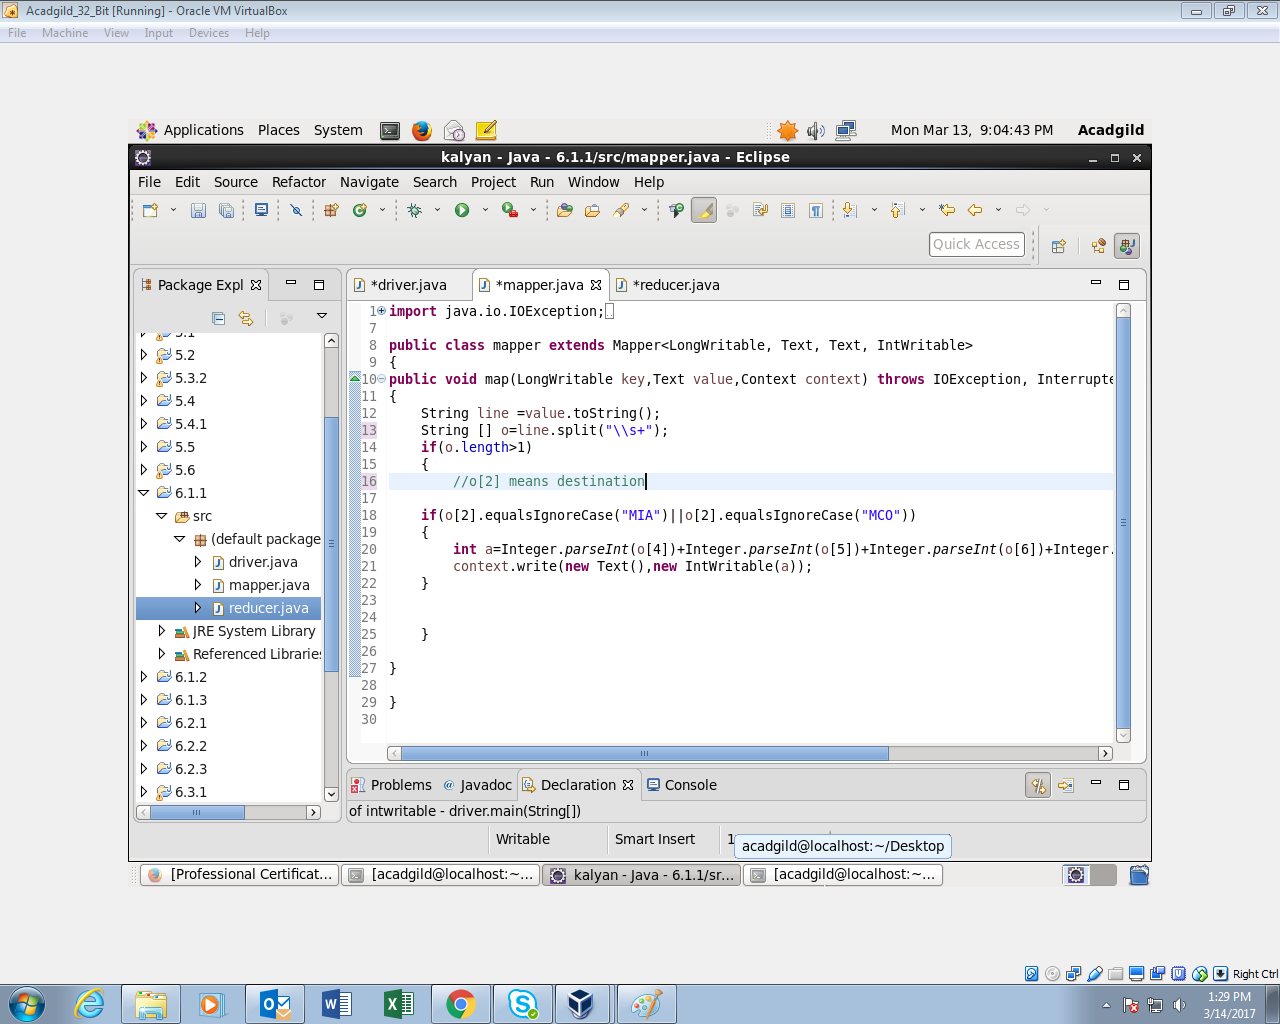 Acadgild_32_Bit [Running] - Oracle VM VirtualBox
File Machine View Input Devices Help
Applications Places System Mon Mar 13, 9:04:43 PM Acadgild
kalyan - Java - 6.1.1/src/mapper.java - Eclipse
File Edit Source Refactor Navigate Search Project Run Window Help
Quick Access
Package Expl
*driver.java *mapper.java *reducer.java
5.1
5.2
5.3.2
5.4
5.4.1
5.5
5.6
6.1.1
src
(default package
driver.java
mapper.java
reducer.java
JRE System Library
Referenced Libraries
6.1.2
6.1.3
6.2.1
6.2.2
6.2.3
6.3.1
1 import java.io.IOException;
7
8 public class mapper extends Mapper<LongWritable, Text, Text, IntWritable>
9 {
10 public void map(LongWritable key,Text value,Context context) throws IOException, Interrupte
11 {
12 String line =value.toString();
13 String [] o=line.split("\\s+");
14 if(o.length>1)
15 {
16 //o[2] means destination
17
18 if(o[2].equalsIgnoreCase("MIA")||o[2].equalsIgnoreCase("MCO"))
19 {
20 int a=Integer.parseInt(o[4])+Integer.parseInt(o[5])+Integer.parseInt(o[6])+Integer.
21 context.write(new Text(),new IntWritable(a));
22 }
23
24
25 }
26
27 }
28
29 }
30
Problems @ Javadoc Declaration Console
of intwritable - driver.main(String[])
Writable Smart Insert 1
acadgild@localhost:~/Desktop
[Professional Certificat... [acadgild@localhost:~... kalyan - Java - 6.1.1/sr... [acadgild@localhost:~...
Right Ctrl
1:29 PM
3/14/2017